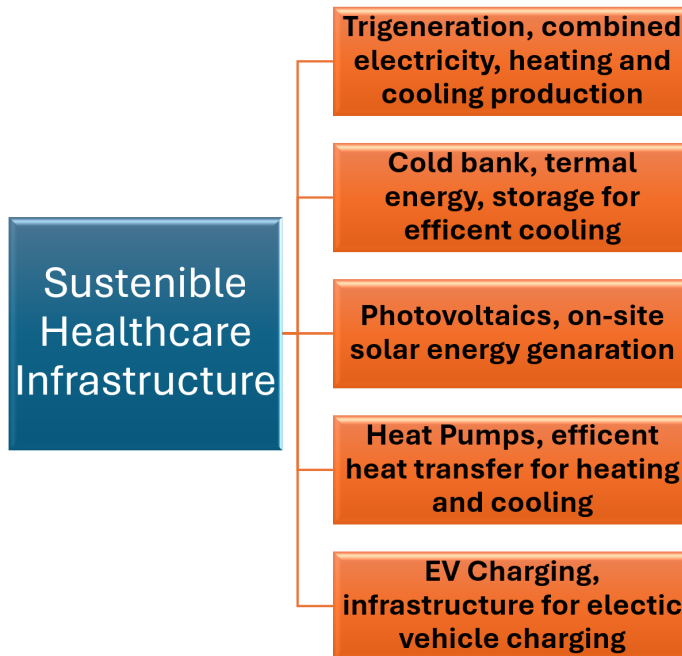 Trigeneration, combined
electricity, heating and
cooling production
Cold bank, termal
energy, storage for
efficent cooling
Sustenible
Healthcare
Infrastructure
Photovoltaics, on-site
solar energy genaration
Heat Pumps, efficent
heat transfer for heating
and cooling
EV Charging,
infrastructure for electic
vehicle charging